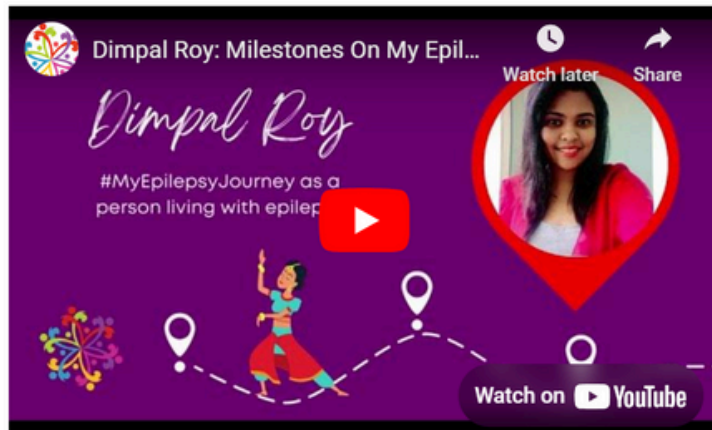 Dimpal Roy: Milestones On My Epil...
Watch later
Share
Dimpal Roy
#MyEpilepsyJourney as a
person living with epilep
Watch on YouTube